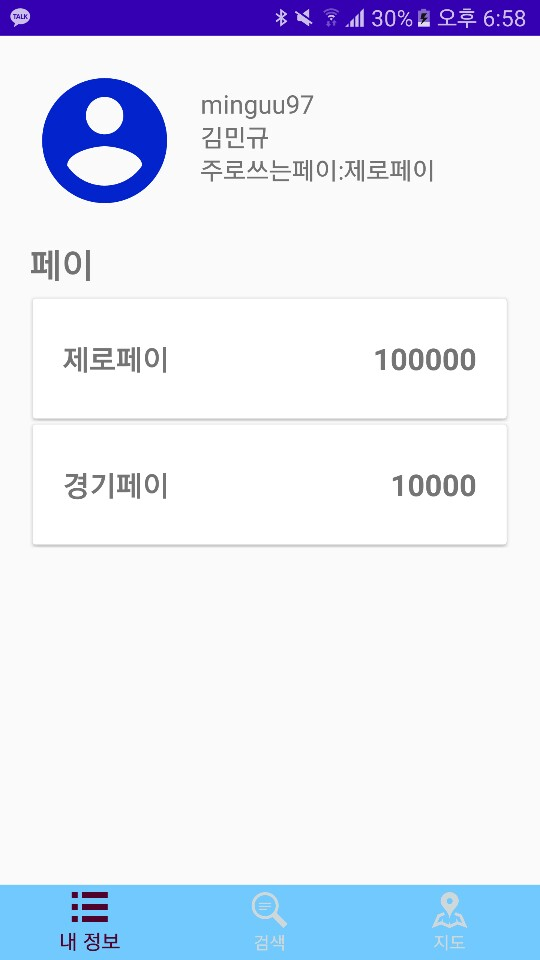 TALK 30% 오후 6:58
minguu97
김민규
주로쓰는페이:제로페이
페이
제로페이 100000
경기페이 10000
내 정보 검색 지도